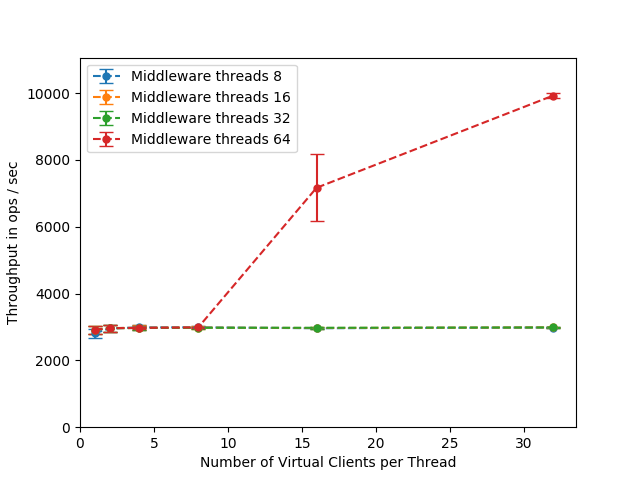 Middleware threads 8
Middleware threads 16
Middleware threads 32
Middleware threads 64
10000
8000
6000
4000
2000
0
Throughput in ops / sec
0 5 10 15 20 25 30
Number of Virtual Clients per Thread